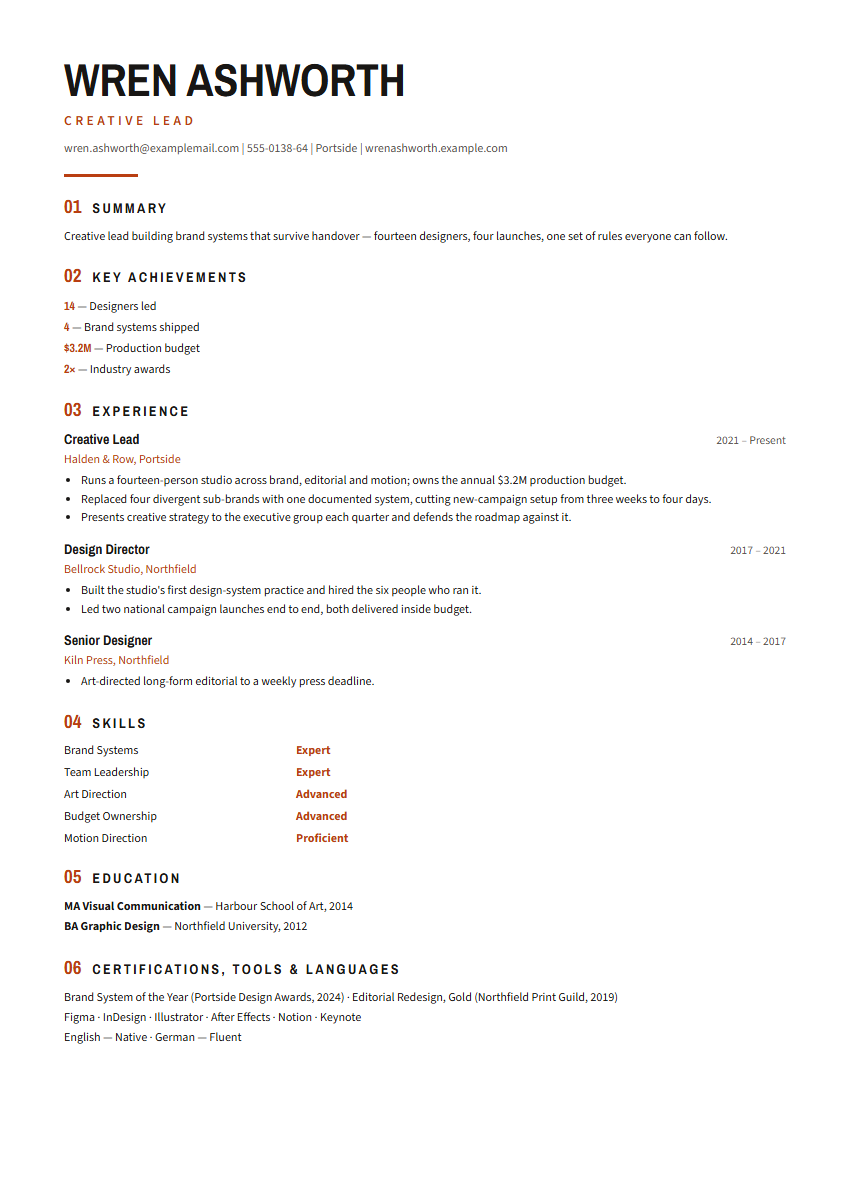 WREN ASHWORTH
CREATIVE LEAD
wren.ashworth@examplemail.com | 555-0138-64 | Portside | wrenashworth.example.com
01 SUMMARY
Creative lead building brand systems that survive handover — fourteen designers, four launches, one set of rules everyone can follow.
02 KEY ACHIEVEMENTS
14 — Designers led
4 — Brand systems shipped
$3.2M — Production budget
2× — Industry awards
03 EXPERIENCE
Creative Lead 2021 – Present
Halden & Row, Portside
• Runs a fourteen-person studio across brand, editorial and motion; owns the annual $3.2M production budget.
• Replaced four divergent sub-brands with one documented system, cutting new-campaign setup from three weeks to four days.
• Presents creative strategy to the executive group each quarter and defends the roadmap against it.
Design Director 2017 – 2021
Bellrock Studio, Northfield
• Built the studio's first design-system practice and hired the six people who ran it.
• Led two national campaign launches end to end, both delivered inside budget.
Senior Designer 2014 – 2017
Kiln Press, Northfield
• Art-directed long-form editorial to a weekly press deadline.
04 SKILLS
Brand Systems Expert
Team Leadership Expert
Art Direction Advanced
Budget Ownership Advanced
Motion Direction Proficient
05 EDUCATION
MA Visual Communication — Harbour School of Art, 2014
BA Graphic Design — Northfield University, 2012
06 CERTIFICATIONS, TOOLS & LANGUAGES
Brand System of the Year (Portside Design Awards, 2024) · Editorial Redesign, Gold (Northfield Print Guild, 2019)
Figma · InDesign · Illustrator · After Effects · Notion · Keynote
English — Native · German — Fluent